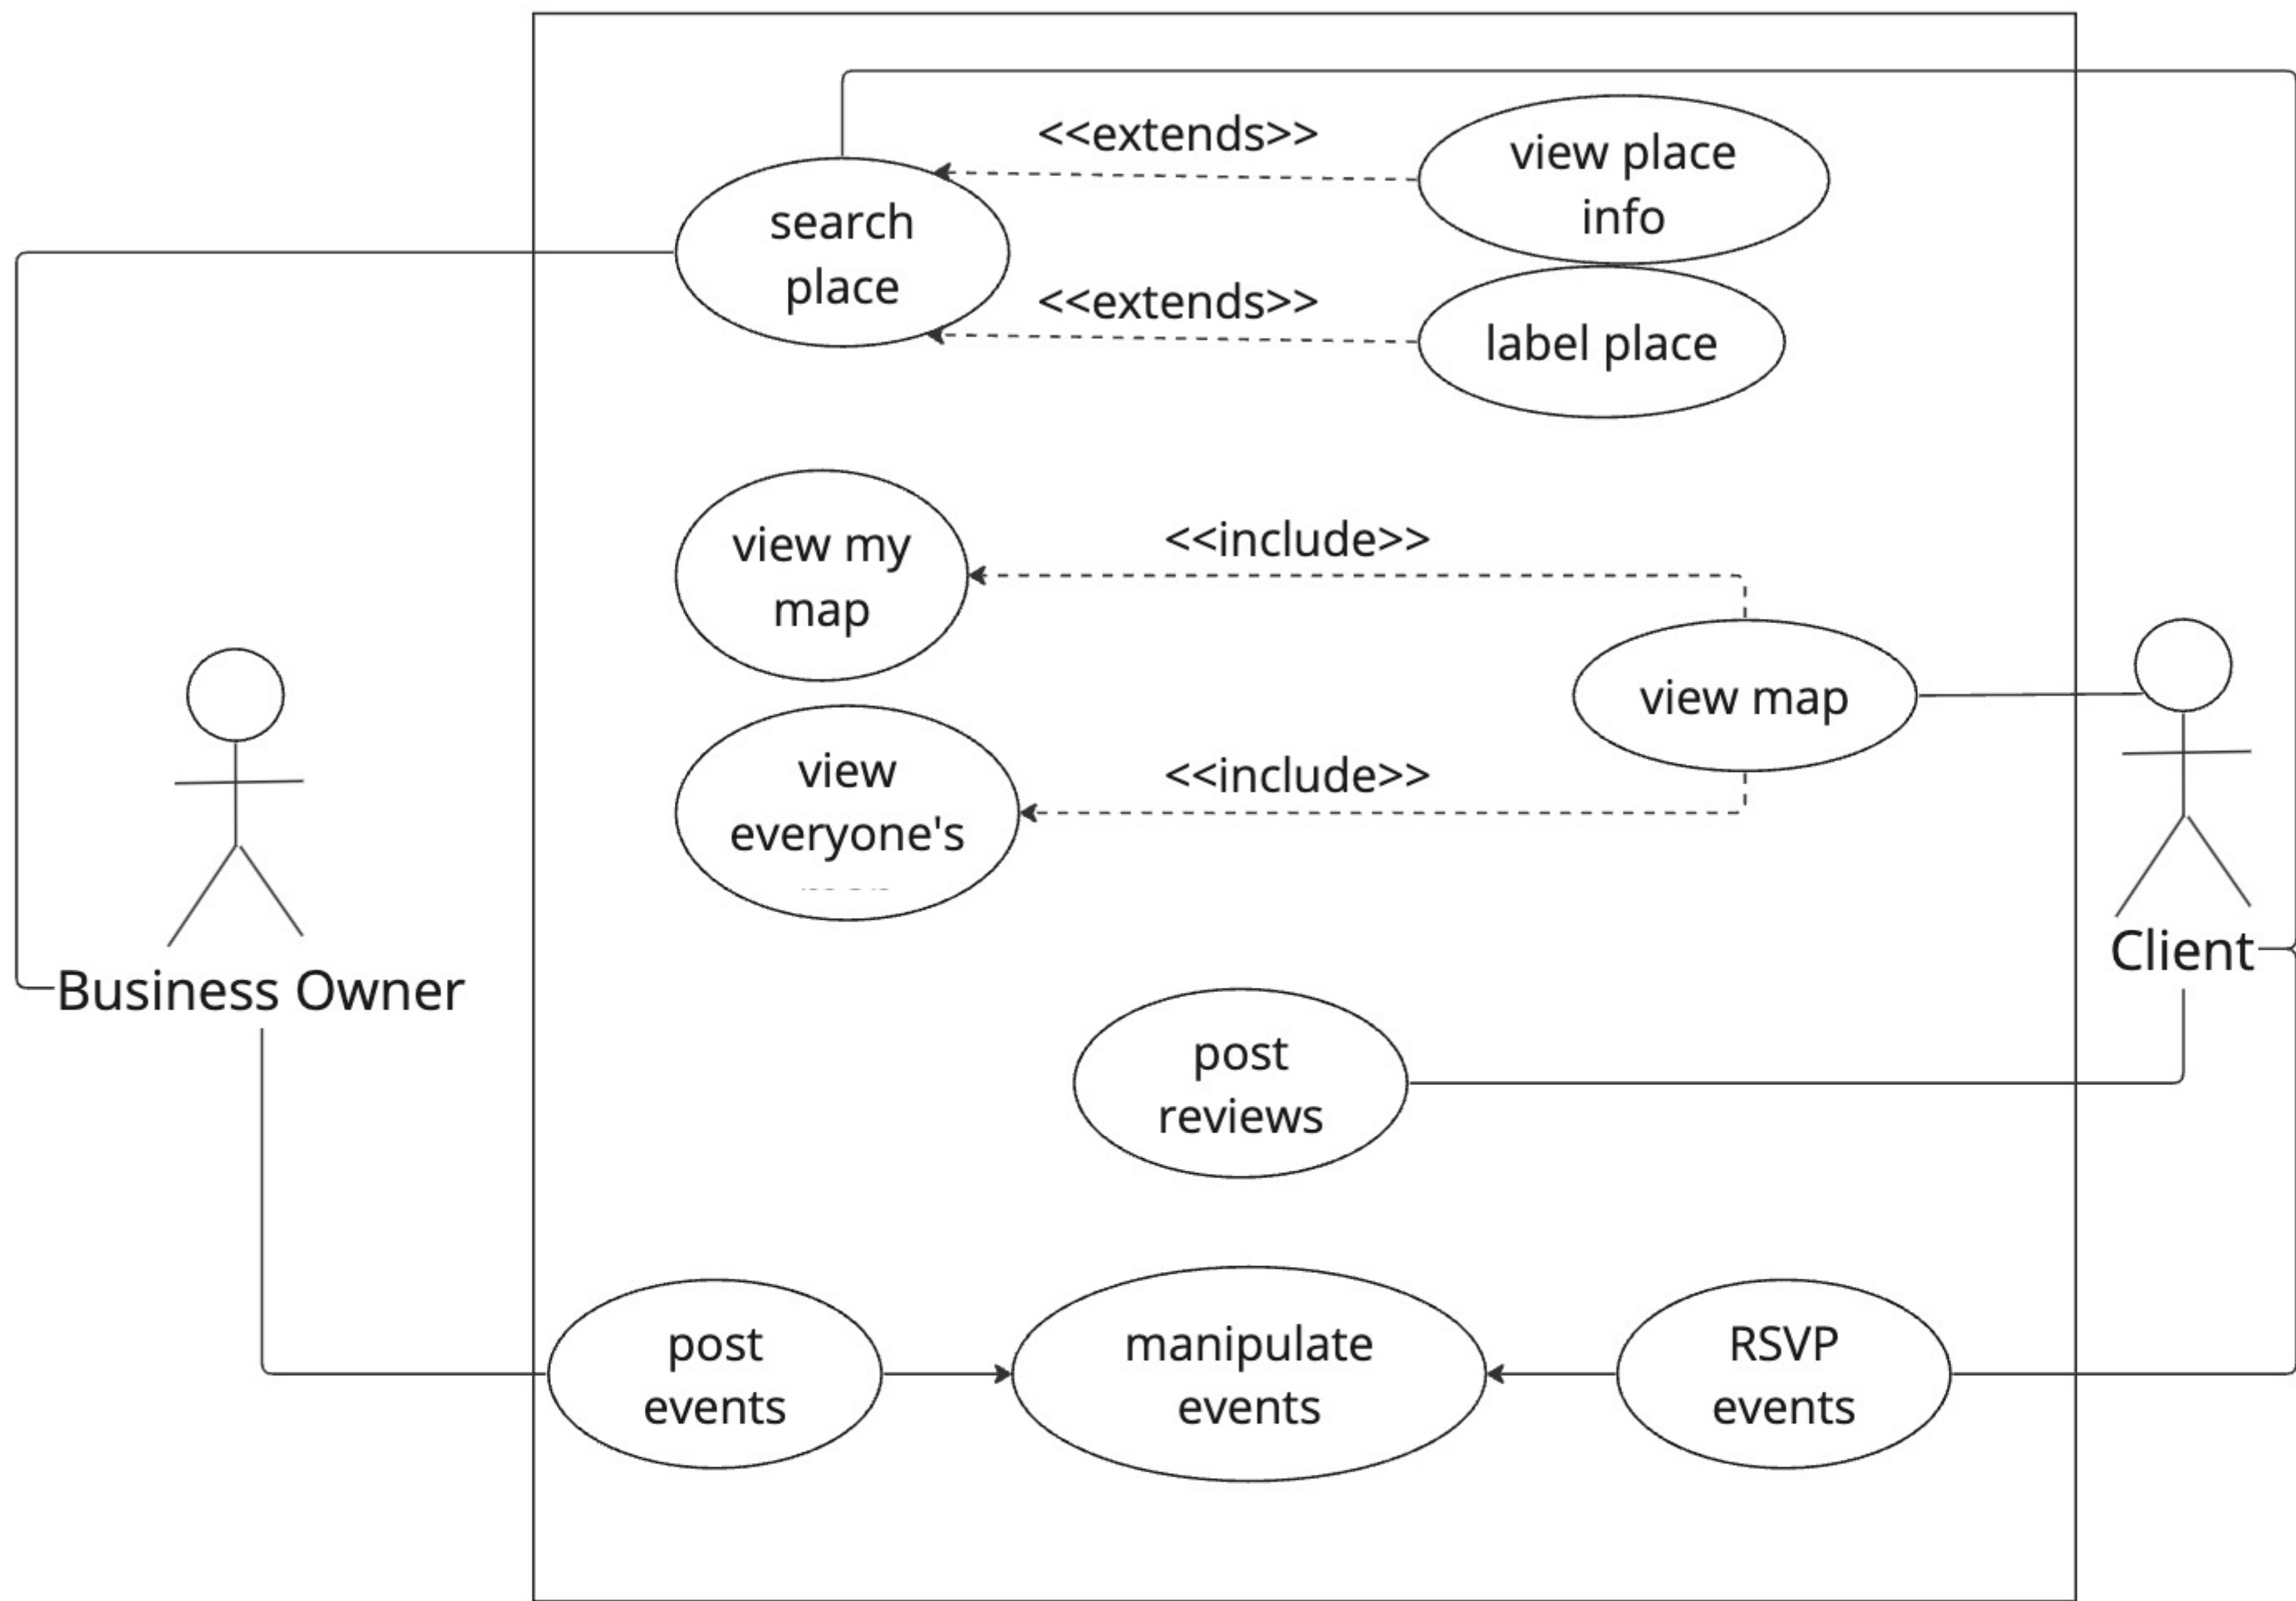 <<extends>>
view place
info
search
place
<<extends>>
label place
view my
map
<<include>>
view map
view
everyone's
<<include>>
Business Owner
Client
post
reviews
post
events
manipulate
events
RSVP
events